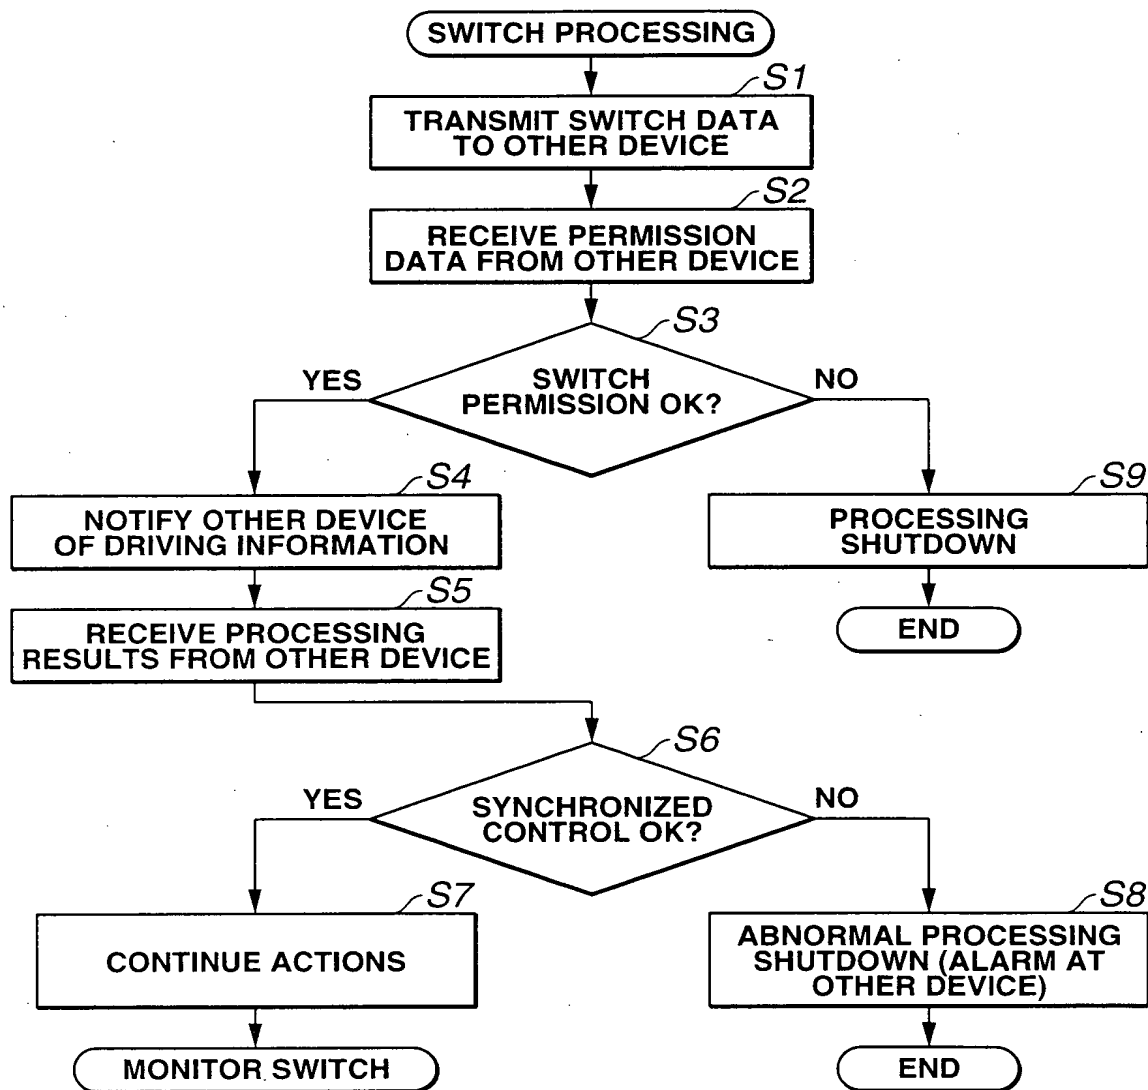 SWITCH PROCESSING
S1
TRANSMIT SWITCH DATA
TO OTHER DEVICE
S2
RECEIVE PERMISSION
DATA FROM OTHER DEVICE
S3
YES
SWITCH
PERMISSION OK?
NO
S4
NOTIFY OTHER DEVICE
OF DRIVING INFORMATION
S9
PROCESSING
SHUTDOWN
S5
RECEIVE PROCESSING
RESULTS FROM OTHER DEVICE
END
S6
YES
SYNCHRONIZED
CONTROL OK?
NO
S7
CONTINUE ACTIONS
S8
ABNORMAL PROCESSING
SHUTDOWN (ALARM AT
OTHER DEVICE)
MONITOR SWITCH
END